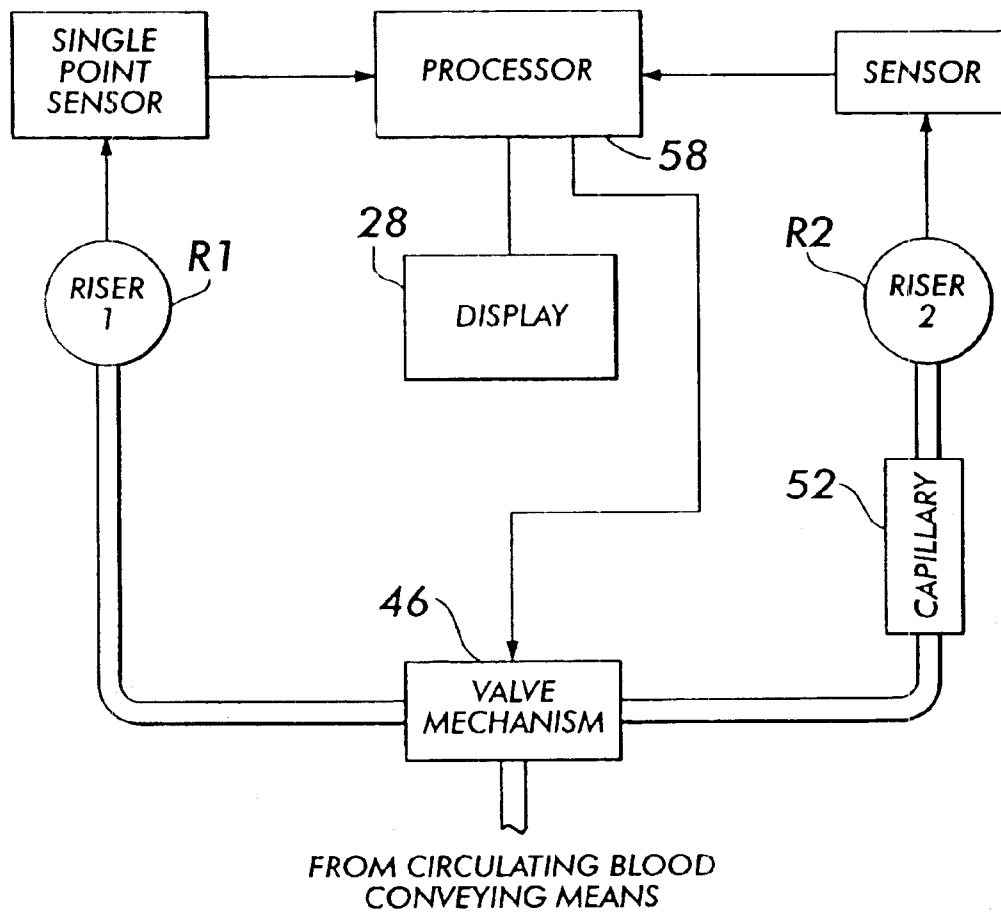 SINGLE
POINT
SENSOR
PROCESSOR
SENSOR
58
28
R1
RISER
1
DISPLAY
R2
RISER
2
52
CAPILLARY
46
VALVE
MECHANISM
FROM CIRCULATING BLOOD
CONVEYING MEANS